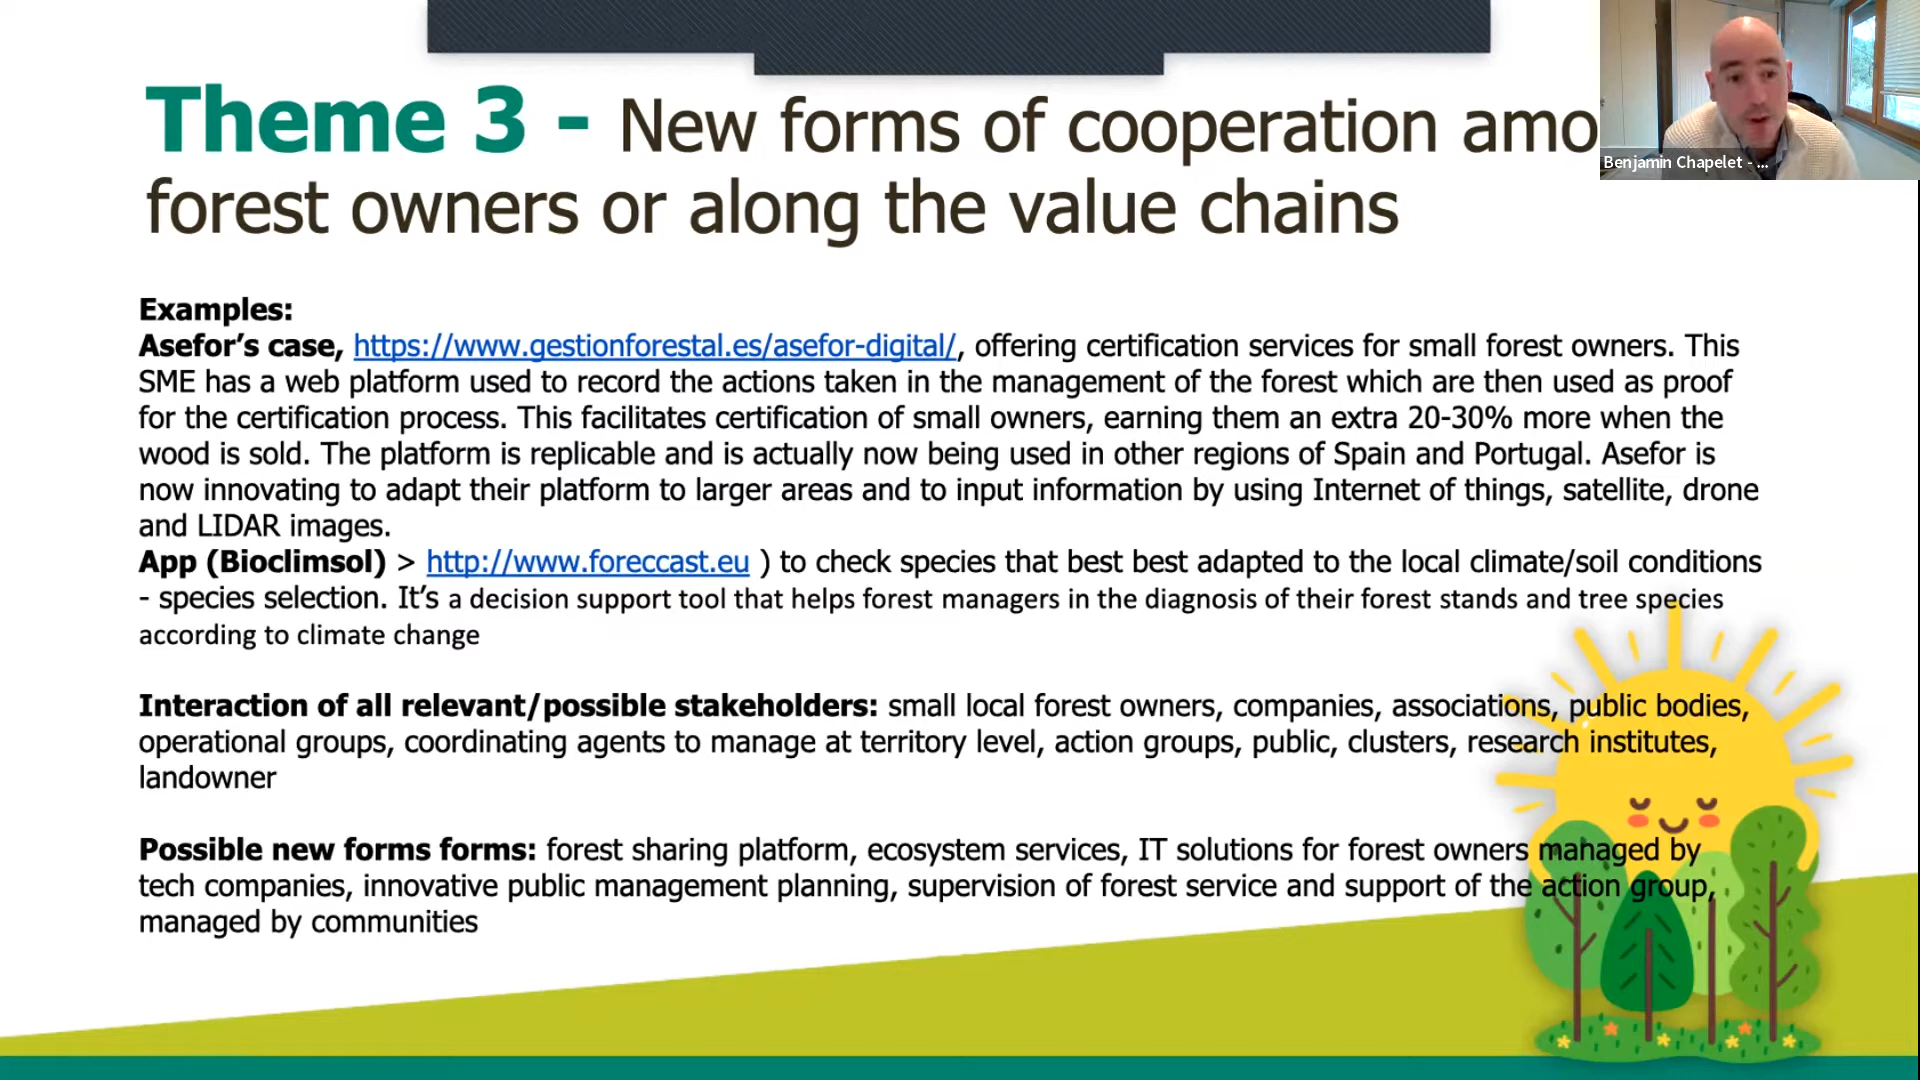 Theme 3 - New forms of cooperation amo
forest owners or along the value chains
Benjamin Chapelet - ...
Examples:
Asefor's case, https://www.gestionforestal.es/asefor-digital/, offering certification services for small forest owners. This
SME has a web platform used to record the actions taken in the management of the forest which are then used as proof
for the certification process. This facilitates certification of small owners, earning them an extra 20-30% more when the
wood is sold. The platform is replicable and is actually now being used in other regions of Spain and Portugal. Asefor is
now innovating to adapt their platform to larger areas and to input information by using Internet of things, satellite, drone
and LIDAR images.
App (Bioclimsol) > http://www.foreccast.eu ) to check species that best best adapted to the local climate/soil conditions
- species selection. It's a decision support tool that helps forest managers in the diagnosis of their forest stands and tree species
according to climate change
Interaction of all relevant/possible stakeholders: small local forest owners, companies, associations, public bodies,
operational groups, coordinating agents to manage at territory level, action groups, public, clusters, research institutes,
landowner
Possible new forms forms: forest sharing platform, ecosystem services, IT solutions for forest owners managed by
tech companies, innovative public management planning, supervision of forest service and support of the action group,
managed by communities